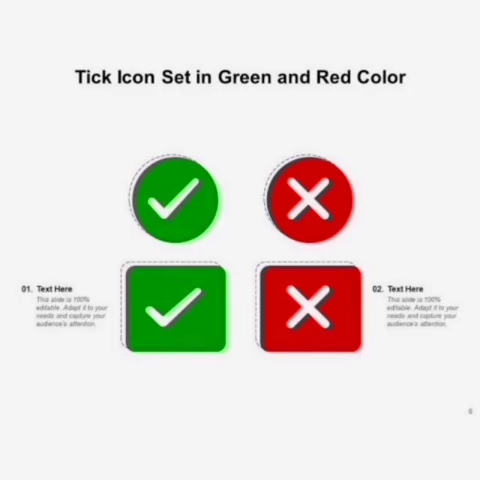 Tick Icon Set in Green and Red Color
01. Text Here
This slide is 100%
editable. Adapt it to your
needs and capture your
audience's attention.
02. Text Here
This slide is 100%
editable. Adapt it to your
needs and capture your
audience's attention.